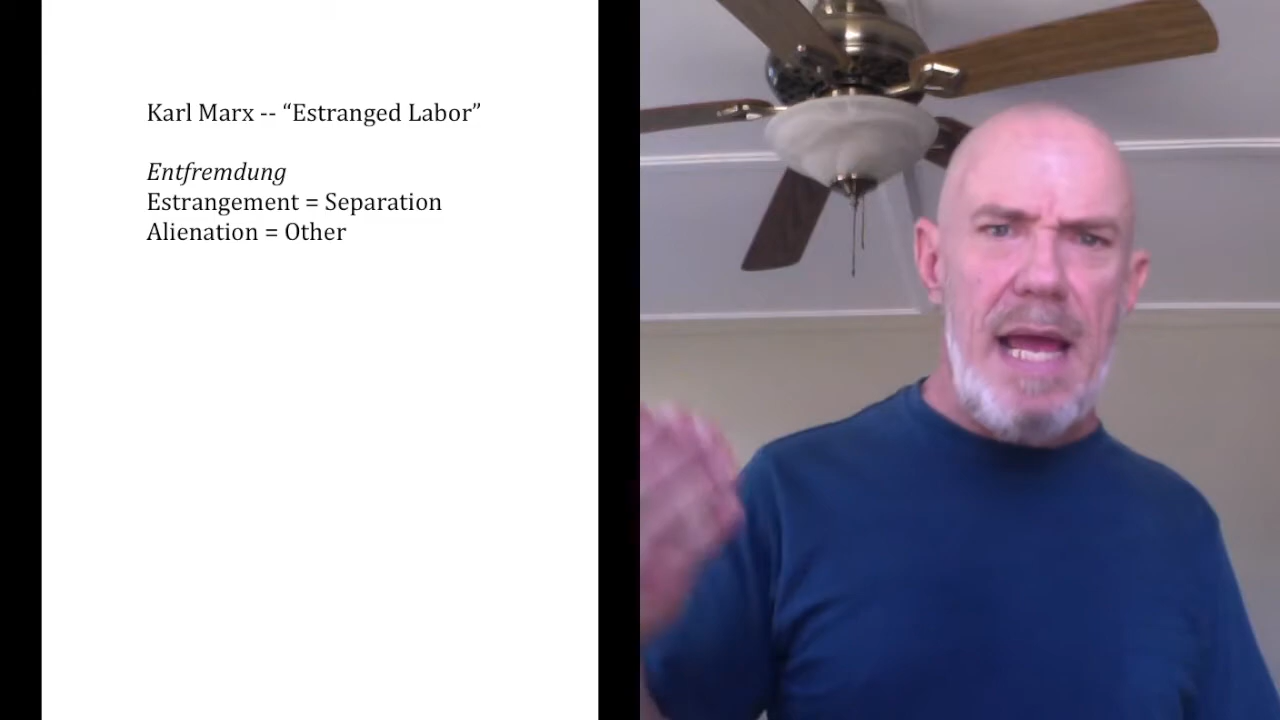 Karl Marx -- “Estranged Labor”
Entfremdung
Estrangement = Separation
Alienation = Other